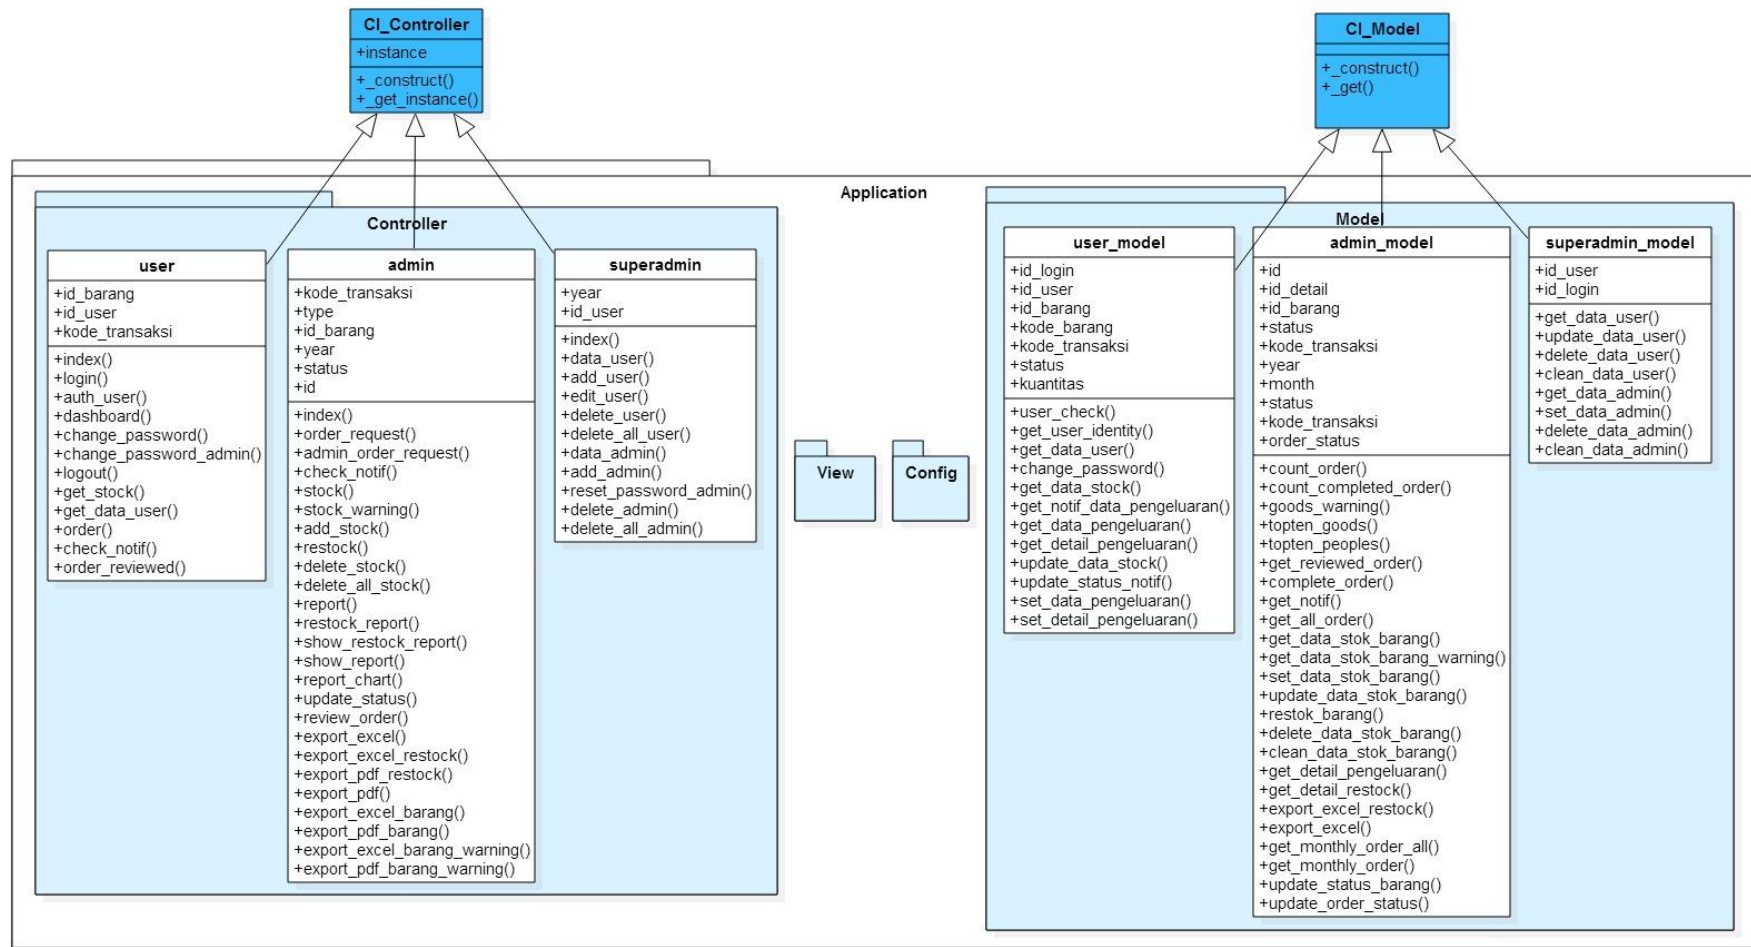 CI_Controller
+instance
+_construct()
+_get_instance()
CI_Model
+_construct()
+_get()
Application
Controller
user
+id_barang
+id_user
+kode_transaksi
+index()
+login()
+auth_user()
+dashboard()
+change_password()
+change_password_admin()
+logout()
+get_stock()
+get_data_user()
+order()
+check_notif()
+order_reviewed()
admin
+kode_transaksi
+type
+id_barang
+year
+status
+id
+index()
+order_request()
+admin_order_request()
+check_notif()
+stock()
+stock_warning()
+add_stock()
+restock()
+delete_stock()
+delete_all_stock()
+report()
+restock_report()
+show_restock_report()
+show_report()
+report_chart()
+update_status()
+review_order()
+export_excel()
+export_excel_restock()
+export_pdf_restock()
+export_pdf()
+export_excel_barang()
+export_pdf_barang()
+export_excel_barang_warning()
+export_pdf_barang_warning()
superadmin
+year
+id_user
+index()
+data_user()
+add_user()
+edit_user()
+delete_user()
+delete_all_user()
+data_admin()
+add_admin()
+reset_password_admin()
+delete_admin()
+delete_all_admin()
View
Config
Model
user_model
+id_login
+id_user
+id_barang
+kode_barang
+kode_transaksi
+status
+kuantitas
+user_check()
+get_user_identity()
+get_data_user()
+change_password()
+get_data_stock()
+get_notif_data_pengeluaran()
+get_data_pengeluaran()
+get_detail_pengeluaran()
+update_data_stock()
+update_status_notif()
+set_data_pengeluaran()
+set_detail_pengeluaran()
admin_model
+id
+id_detail
+id_barang
+status
+kode_transaksi
+year
+month
+status
+kode_transaksi
+order_status
+count_order()
+count_completed_order()
+goods_warning()
+topten_goods()
+topten_peoples()
+get_reviewed_order()
+complete_order()
+get_notif()
+get_all_order()
+get_data_stok_barang()
+get_data_stok_barang_warning()
+set_data_stok_barang()
+update_data_stok_barang()
+restok_barang()
+delete_data_stok_barang()
+clean_data_stok_barang()
+get_detail_pengeluaran()
+get_detail_restock()
+export_excel_restock()
+export_excel()
+get_monthly_order_all()
+get_monthly_order()
+update_status_barang()
+update_order_status()
superadmin_model
+id_user
+id_login
+get_data_user()
+update_data_user()
+delete_data_user()
+clean_data_user()
+get_data_admin()
+set_data_admin()
+delete_data_admin()
+clean_data_admin()